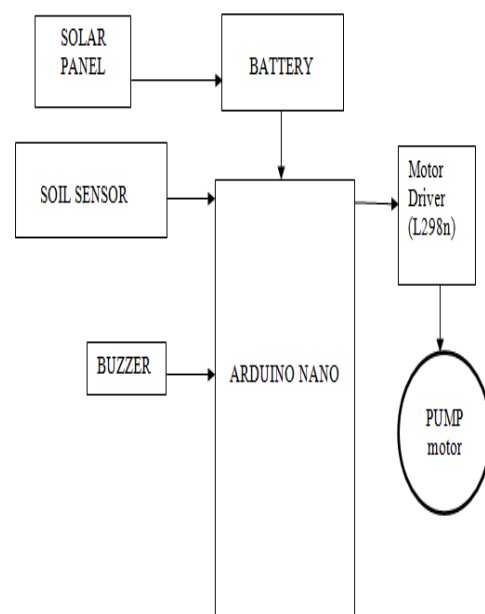 SOLAR
PANEL
BATTERY
SOIL SENSOR
Motor
Driver
(L298n)
BUZZER
ARDUINO NANO
PUMP
motor